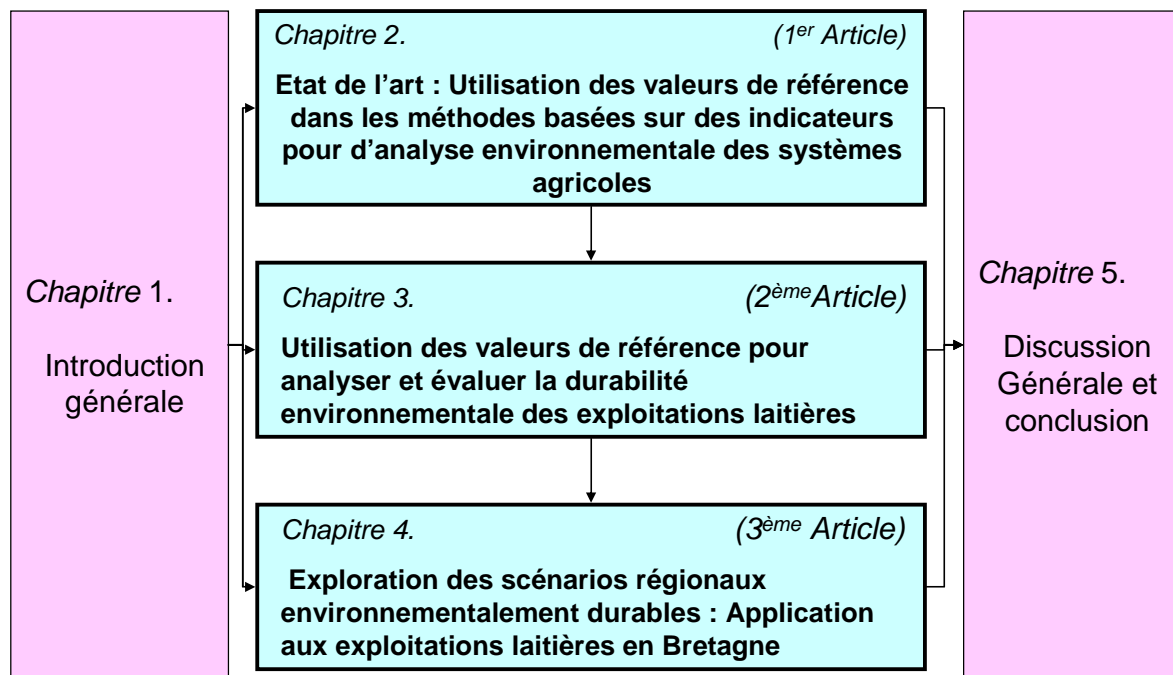 Chapitre 1.
Introduction
générale
Chapitre 2. (1er Article)
Etat de l'art : Utilisation des valeurs de référence
dans les méthodes basées sur des indicateurs
pour d'analyse environnementale des systèmes
agricoles
Chapitre 3. (2ème Article)
Utilisation des valeurs de référence pour
analyser et évaluer la durabilité
environnementale des exploitations laitières
Chapitre 4. (3ème Article)
Exploration des scénarios régionaux
environnementalement durables : Application
aux exploitations laitières en Bretagne
Chapitre 5.
Discussion
Générale et
conclusion